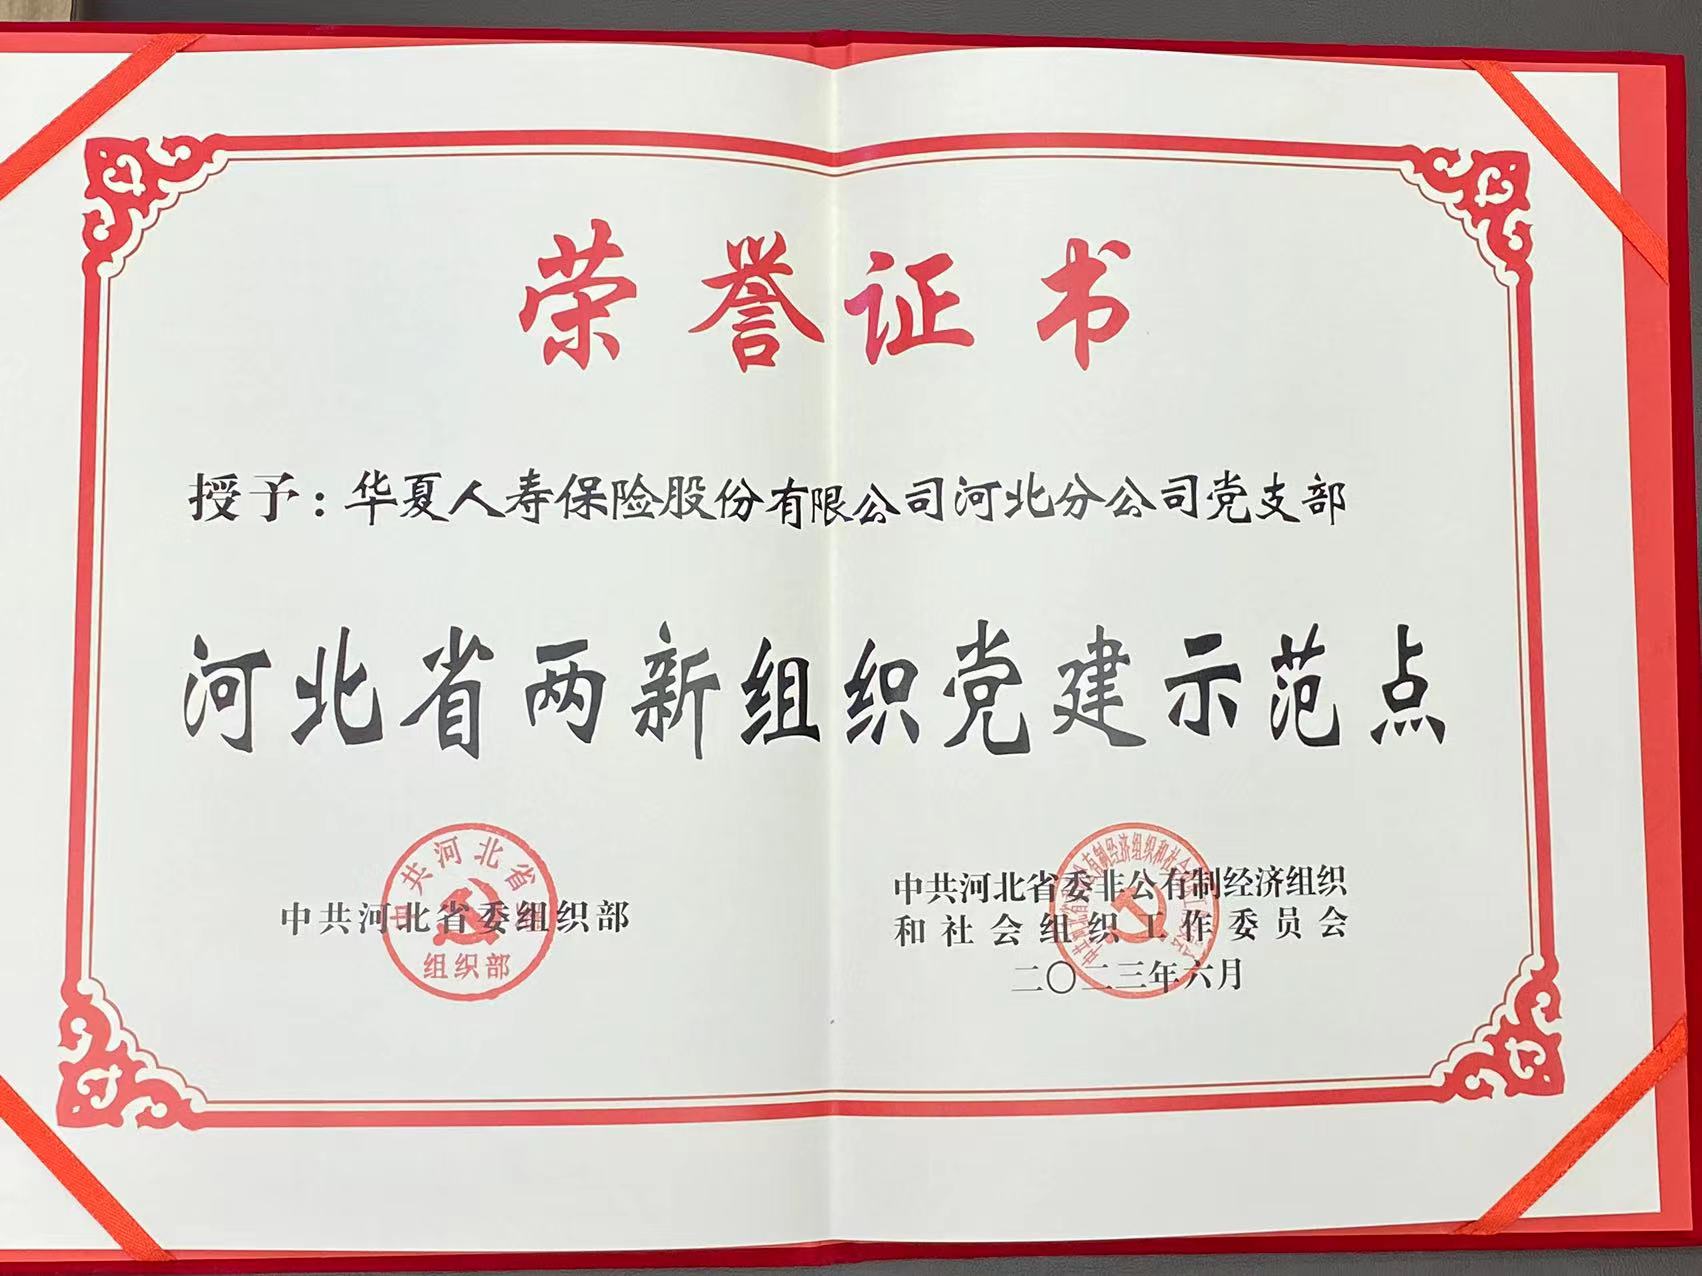 荣誉证书
授予：华夏人寿保险股份有限公司河北分公司党支部
河北省两新组织党建示范点
中共河北省委组织部
中共河北省
组织部
中共河北省委非公有制经济组织
和社会组织工作委员会
二〇二三年六月